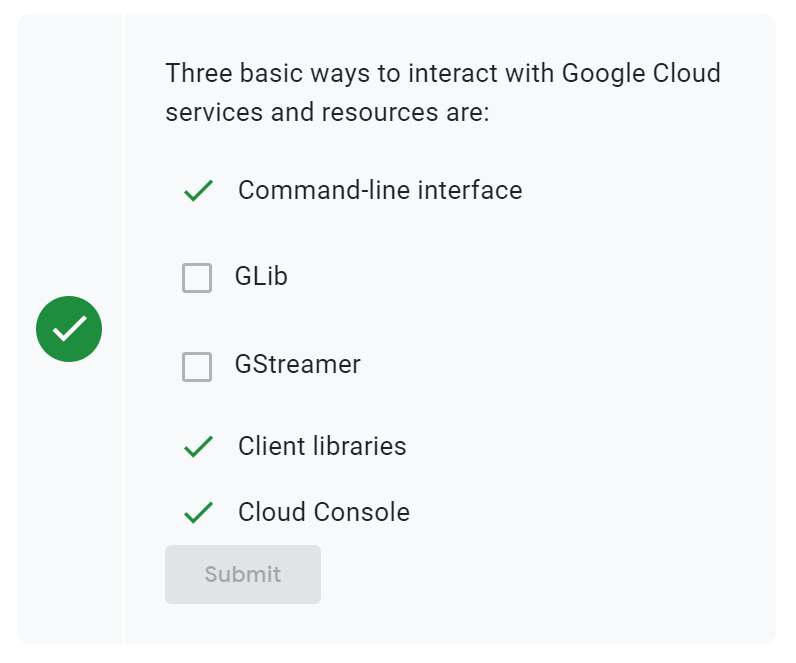 Three basic ways to interact with Google Cloud
services and resources are:
Command-line interface
GLib
GStreamer
Client libraries
Cloud Console
Submit